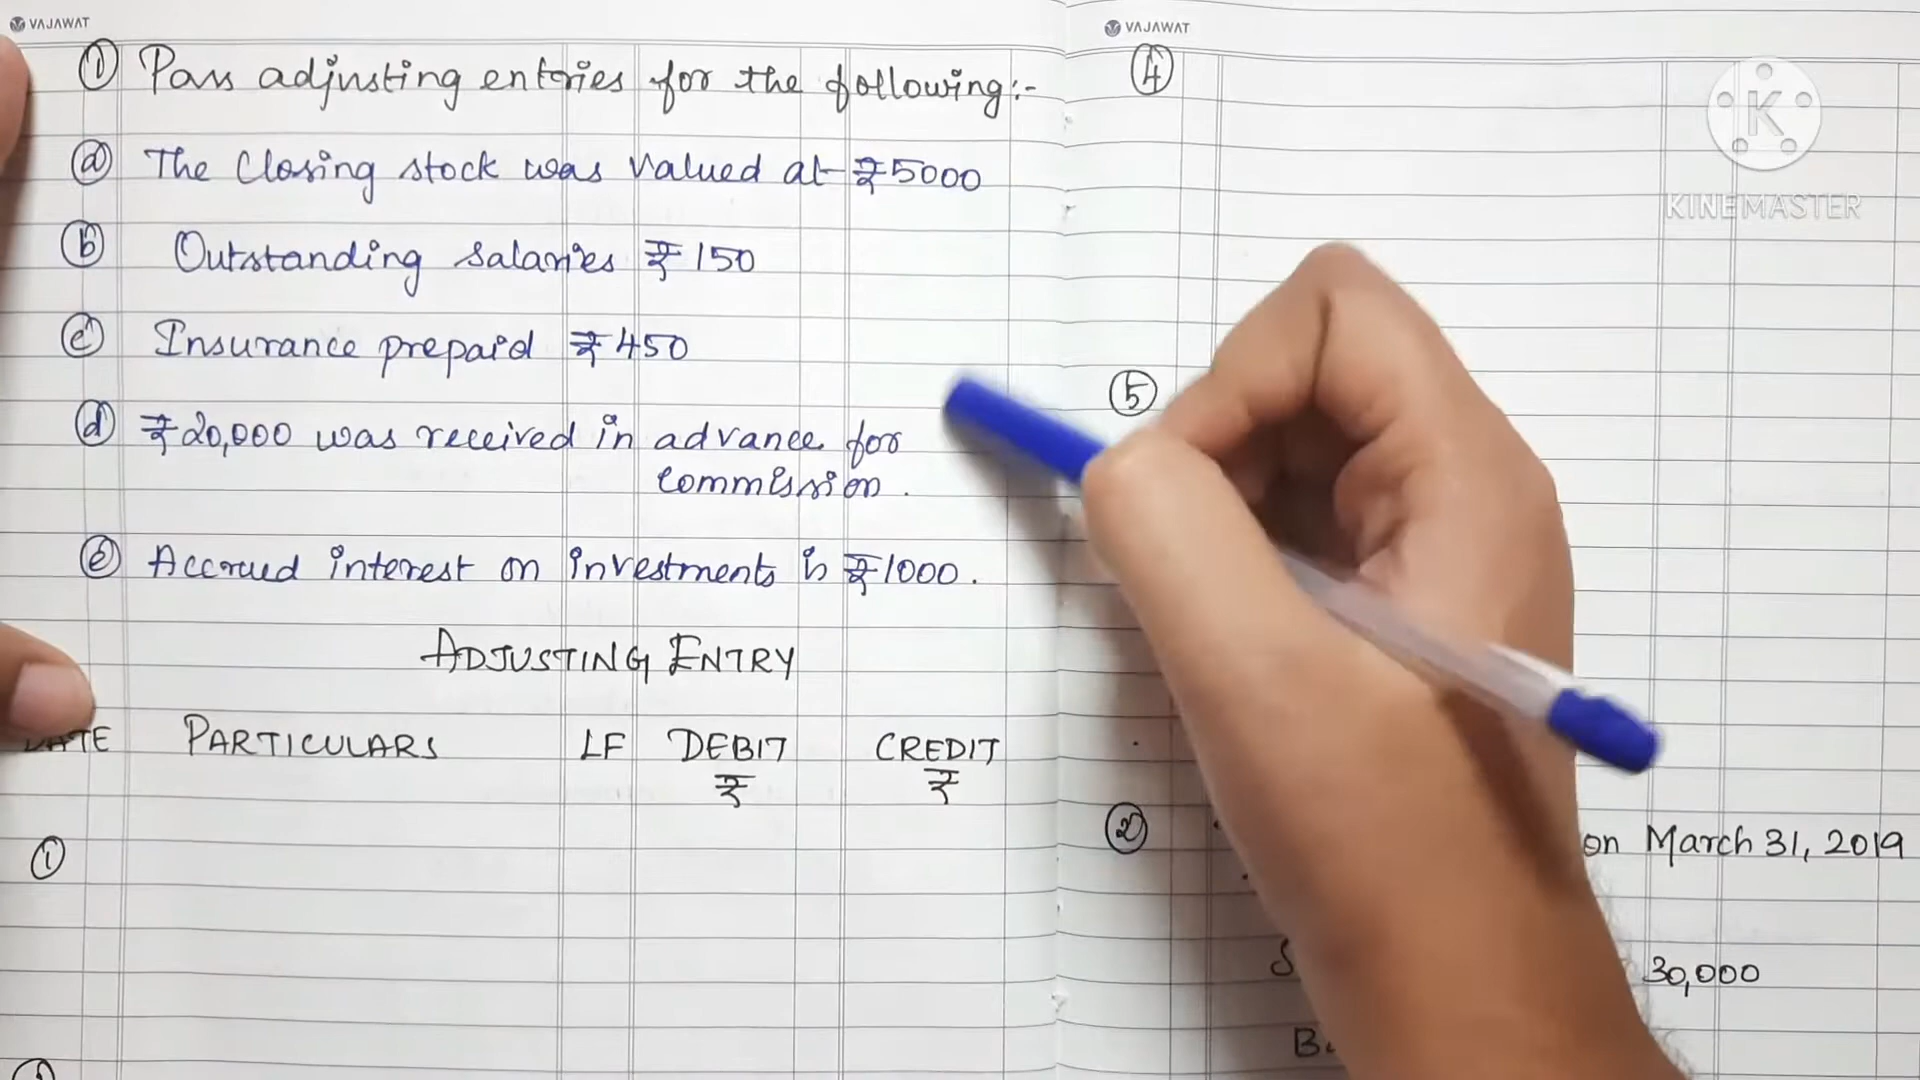 VAJAWAT
① Pass adjusting entries for the following:-
ⓐ The Closing stock was valued at ₹5000
ⓑ Outstanding salaries ₹150
ⓒ Insurance prepaid ₹450
ⓓ ₹20,000 was received in advance for
commission.
ⓔ Accrued interest on investments is ₹1000.
ADJUSTING ENTRY
DATE PARTICULARS LF DEBIT CREDIT
₹ ₹
①
VAJAWAT
④
K
KINEMASTER
⑤
② on March 31, 2019
30,000